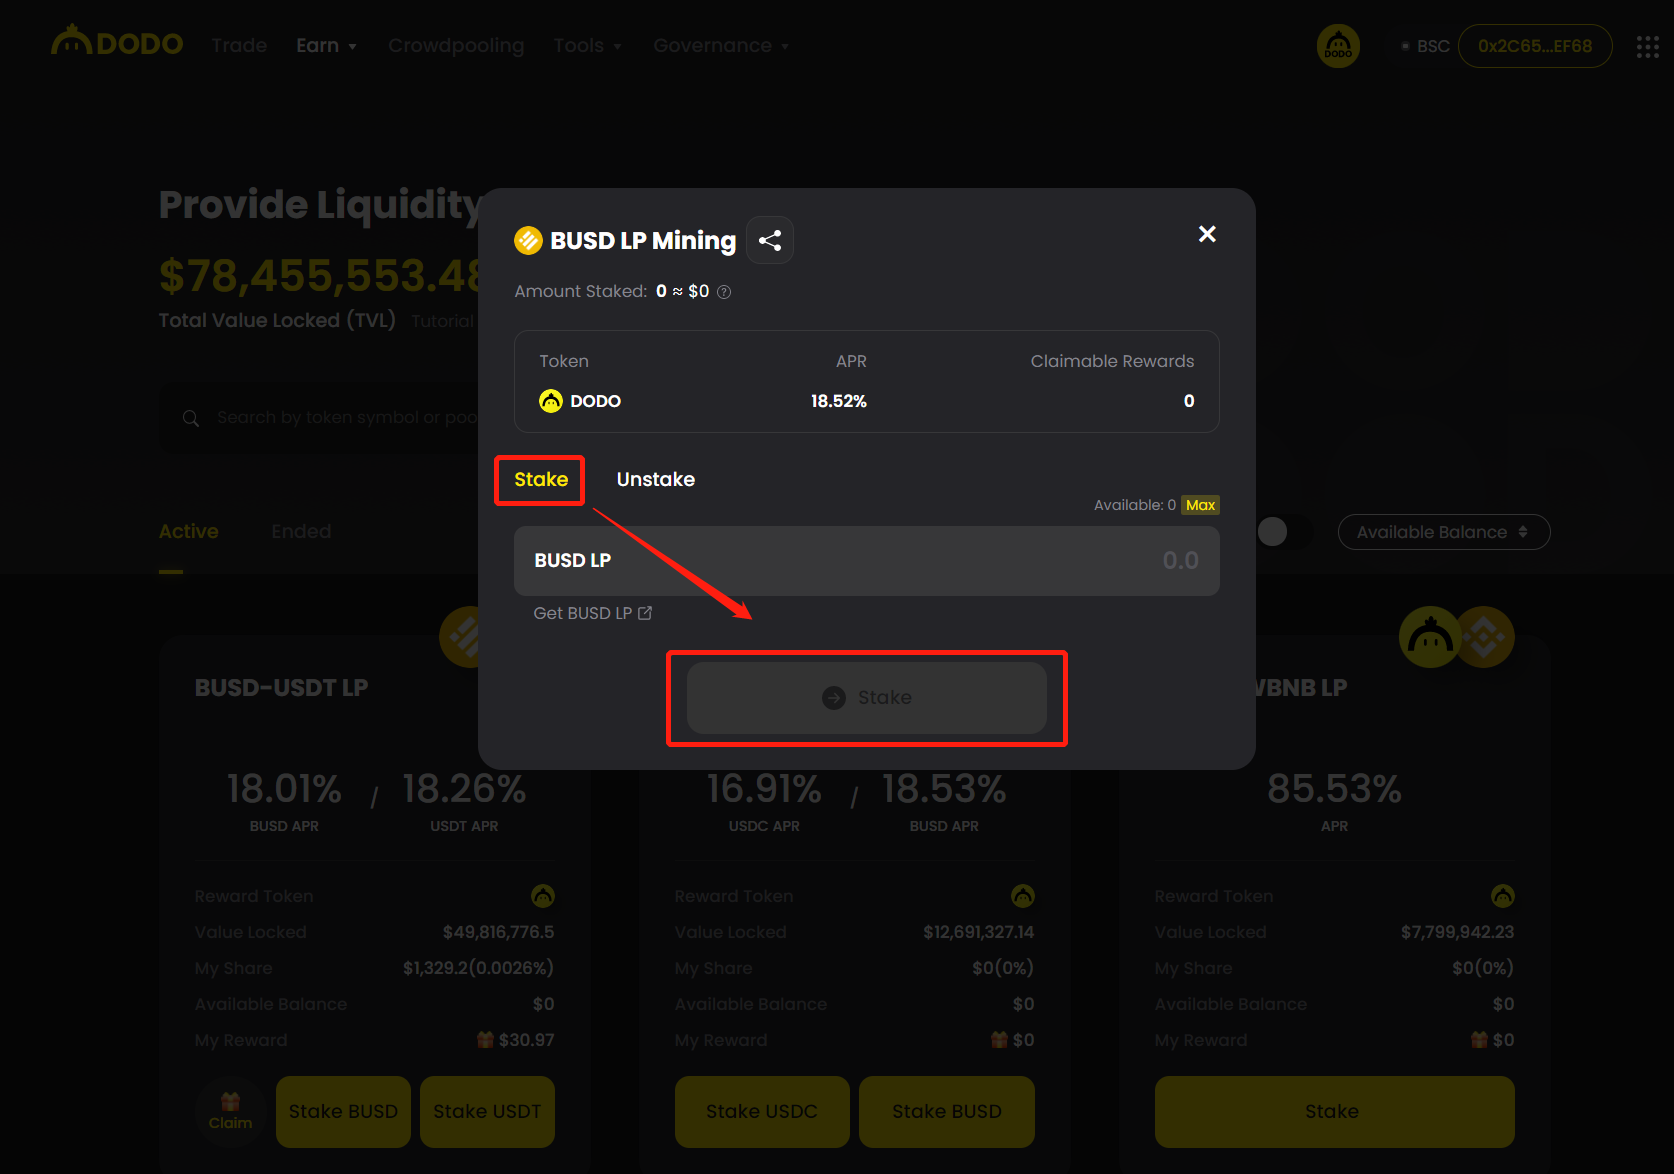 DODO Trade Earn Crowdpooling Tools Governance DODO BSC 0x2C65...EF68
Provide Liquidity
$78,455,553.48
Total Value Locked (TVL) Tutorial
Search by token symbol or poo
Active Ended
Available Balance
BUSD LP Mining
Amount Staked: 0 ≈ $0 ?
Token APR Claimable Rewards
DODO 18.52% 0
Stake Unstake
Available: 0 Max
BUSD LP 0.0
Get BUSD LP
Stake
BUSD-USDT LP
18.01% / 18.26%
BUSD APR USDT APR
Reward Token
Value Locked $49,816,776.5
My Share $1,329.2(0.0026%)
Available Balance $0
My Reward $30.97
Claim Stake BUSD Stake USDT
16.91% / 18.53%
USDC APR BUSD APR
Reward Token
Value Locked $12,691,327.14
My Share $0(0%)
Available Balance $0
My Reward $0
Stake USDC Stake BUSD
WBNB LP
85.53%
APR
Reward Token
Value Locked $7,799,942.23
My Share $0(0%)
Available Balance $0
My Reward $0
Stake